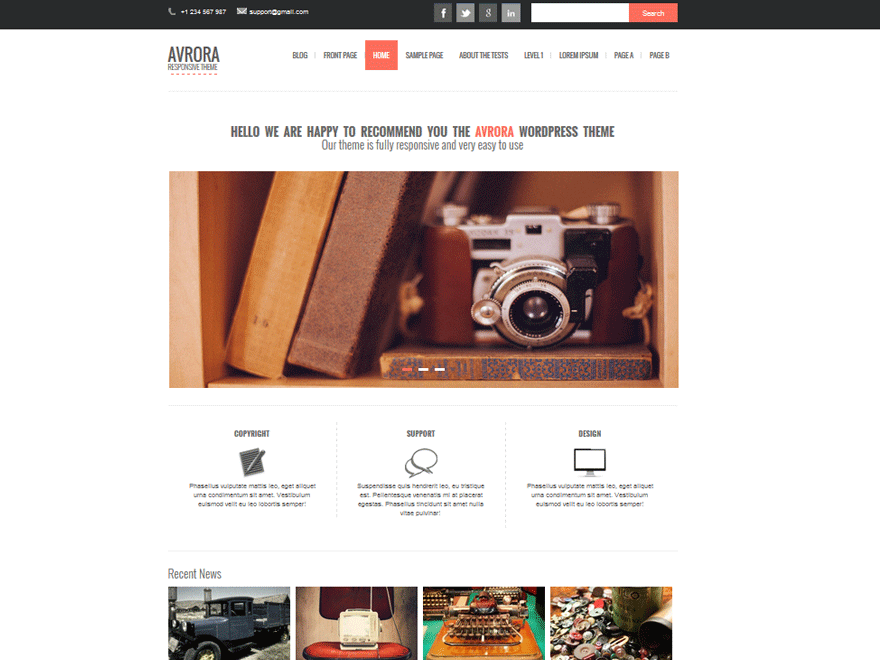 +1 234 567 987 support@gmail.com Search
AVRORA
RESPONSIVE THEME
BLOG FRONT PAGE HOME SAMPLE PAGE ABOUT THE TESTS LEVEL 1 LOREM IPSUM PAGE A PAGE B
HELLO WE ARE HAPPY TO RECOMMEND YOU THE AVRORA WORDPRESS THEME
Our theme is fully responsive and very easy to use
COPYRIGHT
Phasellus vulputate mattis leo, eget aliquet
urna condimentum sit amet. Vestibulum
euismod velit eu leo lobortis semper!
SUPPORT
Suspendisse quis hendrerit leo, eu tristique
est. Pellentesque venenatis mi at placerat
egestas. Phasellus tincidunt sit amet nulla
vitae pulvinar!
DESIGN
Phasellus vulputate mattis leo, eget aliquet
urna condimentum sit amet. Vestibulum
euismod velit eu leo lobortis semper!
Recent News